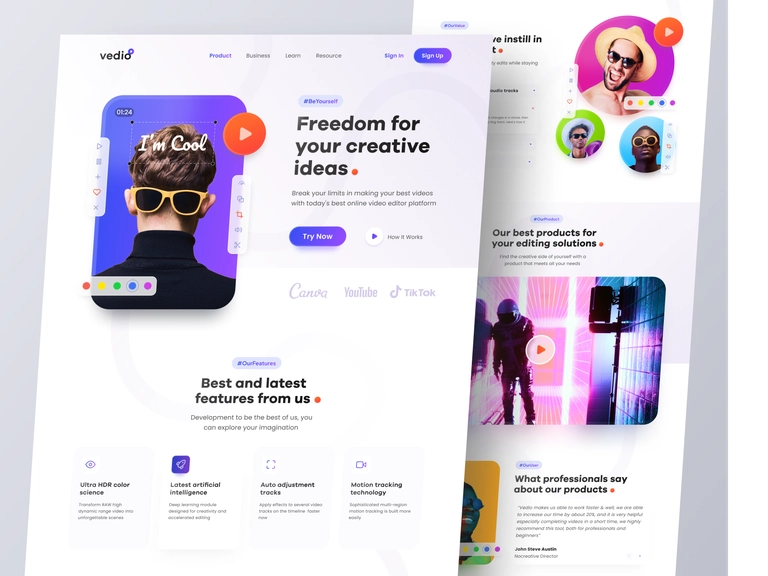 vedio
Product
Business
Learn
Resource
Sign In
Sign Up
01:24
I'm Cool
#BeYourself
Freedom for
your creative
ideas
Break your limits in making your best videos
with today's best online video editor platform
Try Now
How it Works
Canva
YouTube
TikTok
#OurFeatures
Best and latest
features from us
Development to be the best of us, you
can explore your imagination
Ultra HDR color
science
Transform RAW high
dynamic range video into
unforgettable scenes
Latest artificial
intelligence
Deep learning module
designed for creativity and
accelerated editing
Auto adjustment
tracks
Apply effects to several video
tracks on the timeline faster
now
Motion tracking
technology
Sophisticated multi-region
motion tracking is built more
easily
#OurValue
ve instill in
t
ly edits while staying
audio tracks
#OurProduct
Our best products for
your editing solutions
Find the creative side of yourself with a
product that meets all your needs
#OurUser
What professionals say
about our products
"Vedio makes us able to work faster & well, we are able
to increase our time by about 20%, and it is very helpful
especially completing videos in a short time, we highly
recommend this tool, both for professionals and
beginners"
John Steve Austin
Nocreative Director